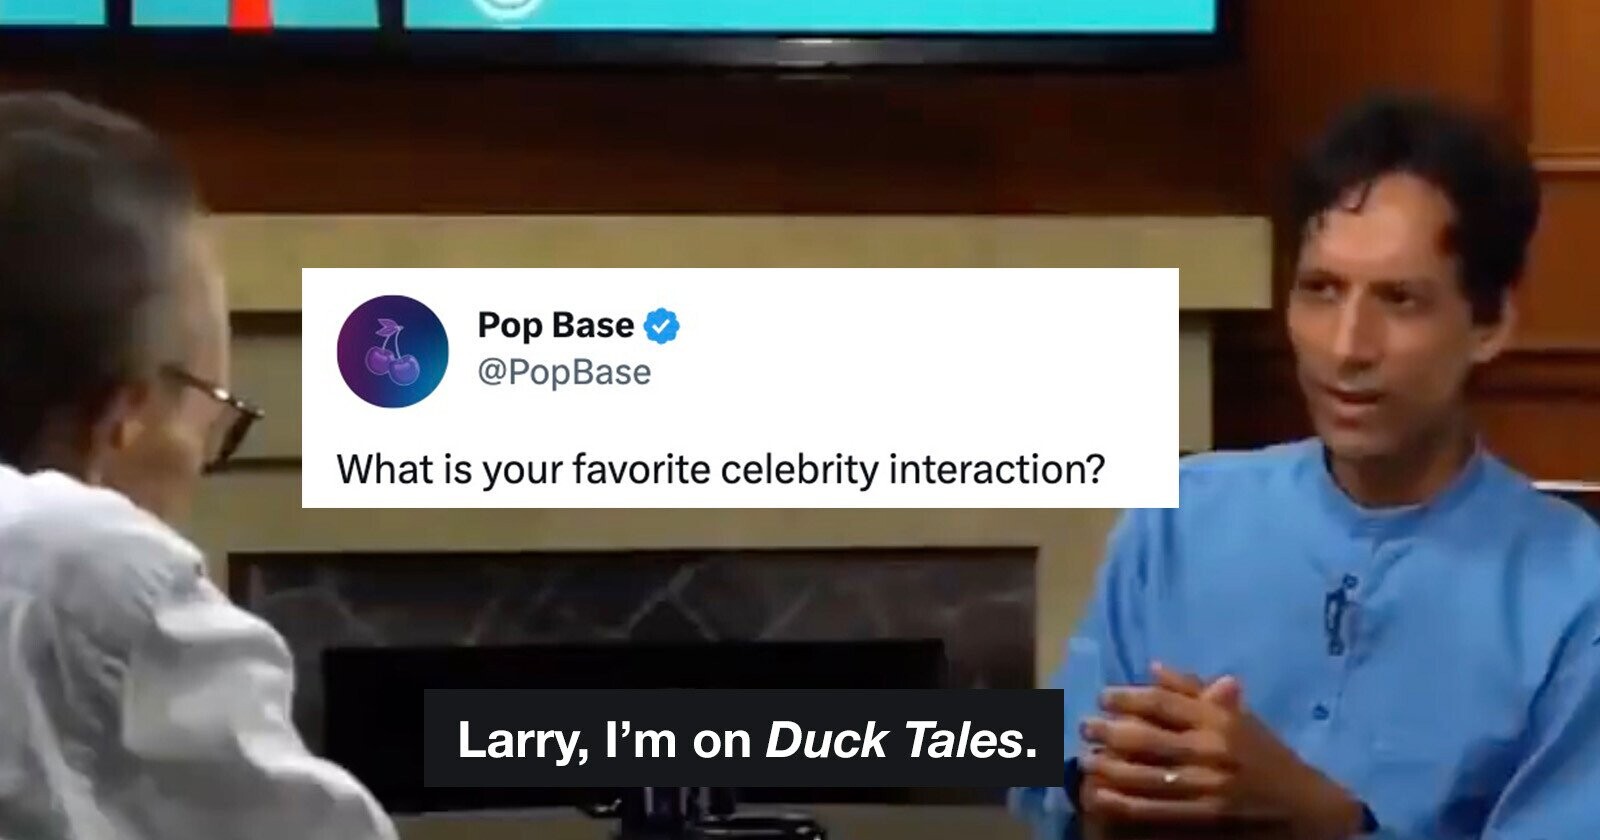 Pop Base
@PopBase
What is your favorite celebrity interaction?
Larry, I’m on Duck Tales.